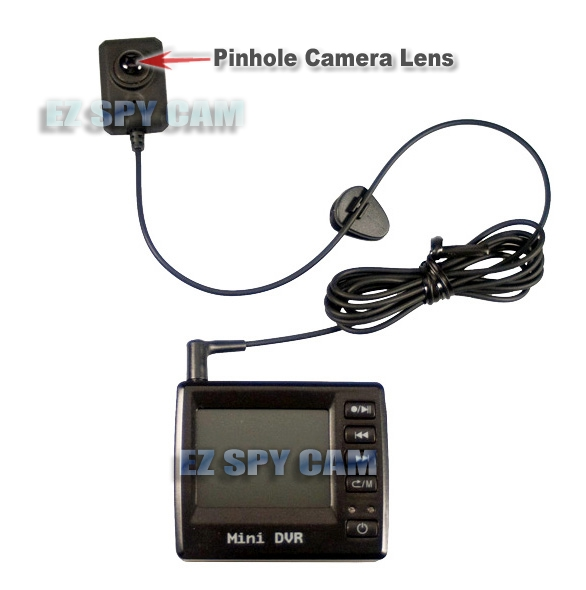 Pinhole Camera Lens
EZ SPY CAM
EZ SPY CAM
/M
Mini DVR